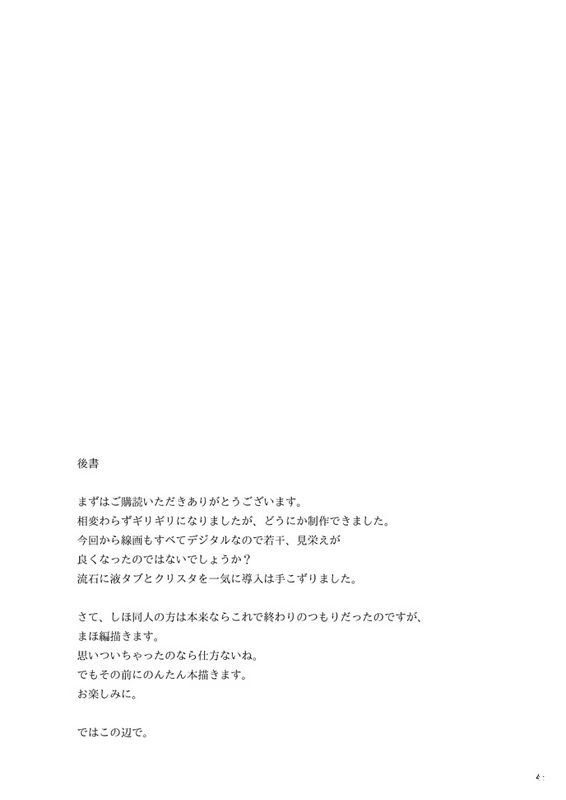 後書
まずはご購読いただきありがとうございます。
相変わらずギリギリになりましたが、どうにか制作できました。
今回から線画もすべてデジタルなので若干、見栄えが
良くなったのではないでしょうか？
流石に液タブとクリスタを一気に導入は手こずりました。
さて、しほ同人の方は本来ならこれで終わりのつもりだったのですが、
まほ編描きます。
思いついちゃったのなら仕方ないね。
でもその前にのんたん本描きます。
お楽しみに。
ではこの辺で。